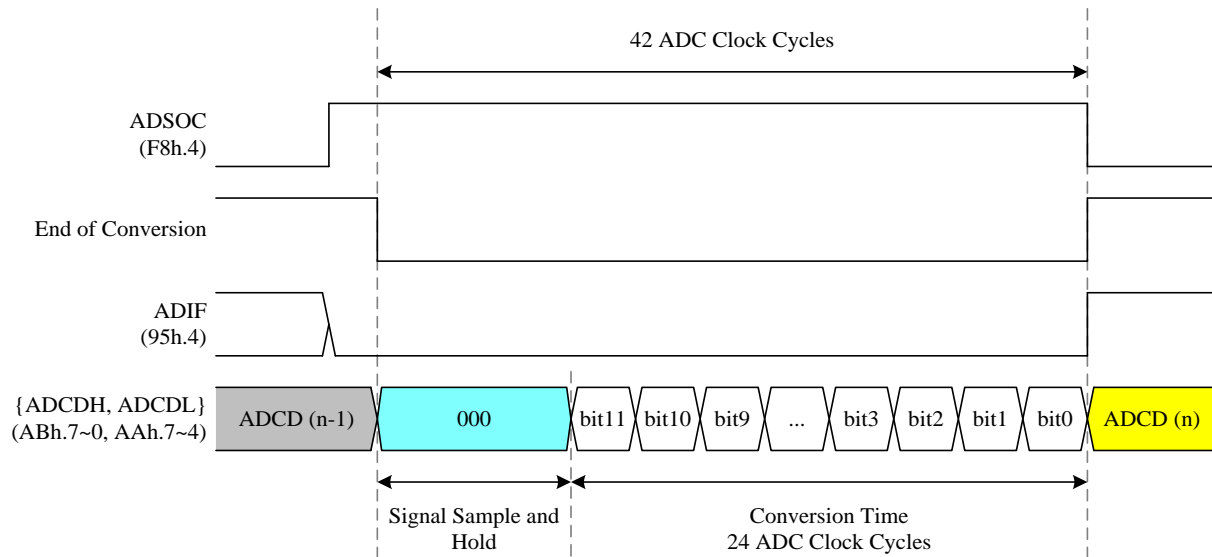 42 ADC Clock Cycles
ADSOC
(F8h.4)
End of Conversion
ADIF
(95h.4)
{ADCDH, ADCDL}
(ABh.7~0, AAh.7~4)
ADCD (n-1)
000
bit11
bit10
bit9
...
bit3
bit2
bit1
bit0
ADCD (n)
Signal Sample and
Hold
Conversion Time
24 ADC Clock Cycles